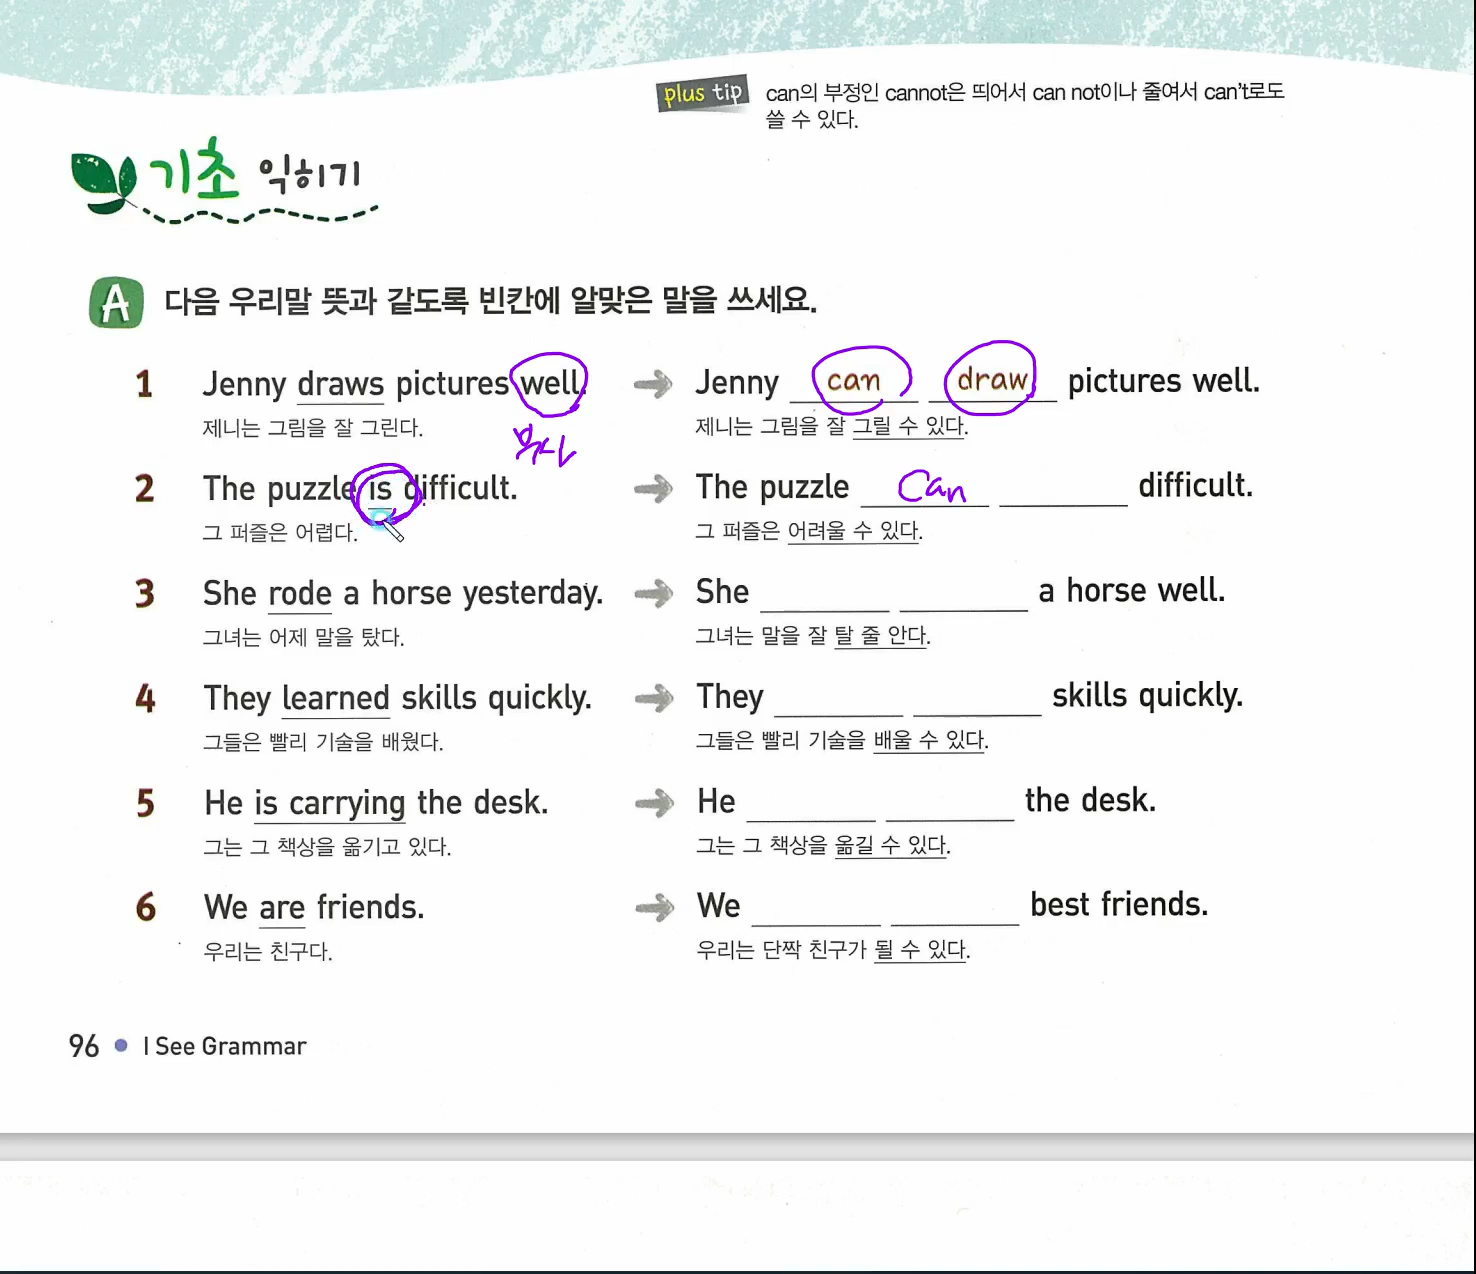 plus tip can의 부정인 cannot은 띄어서 can not이나 줄여서 can't로도
쓸 수 있다.
기초 익히기
A 다음 우리말 뜻과 같도록 빈칸에 알맞은 말을 쓰세요.
1 Jenny draws pictures well. → Jenny can draw pictures well.
제니는 그림을 잘 그린다. 제니는 그림을 잘 그릴 수 있다.
부사
2 The puzzle is difficult. → The puzzle Can ______ difficult.
그 퍼즐은 어렵다. 그 퍼즐은 어려울 수 있다.
3 She rode a horse yesterday. → She ______ ______ a horse well.
그녀는 어제 말을 탔다. 그녀는 말을 잘 탈 줄 안다.
4 They learned skills quickly. → They ______ ______ skills quickly.
그들은 빨리 기술을 배웠다. 그들은 빨리 기술을 배울 수 있다.
5 He is carrying the desk. → He ______ ______ the desk.
그는 그 책상을 옮기고 있다. 그는 그 책상을 옮길 수 있다.
6 We are friends. → We ______ ______ best friends.
우리는 친구다. 우리는 단짝 친구가 될 수 있다.
96 • I See Grammar